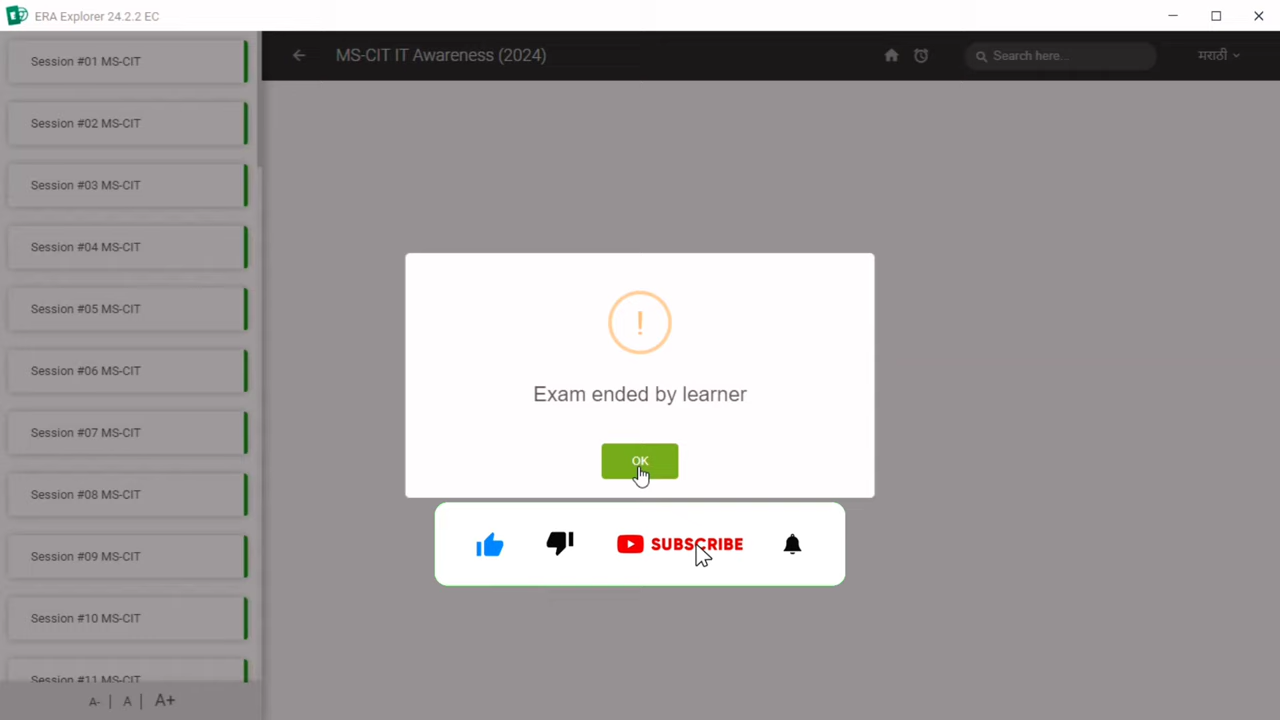 ERA Explorer 24.2.2 EC
Session #01 MS-CIT
Session #02 MS-CIT
Session #03 MS-CIT
Session #04 MS-CIT
Session #05 MS-CIT
Session #06 MS-CIT
Session #07 MS-CIT
Session #08 MS-CIT
Session #09 MS-CIT
Session #10 MS-CIT
Session #11 MS-CIT
A- | A | A+
MS-CIT IT Awareness (2024)
Search here...
मराठी
!
Exam ended by learner
OK
SUBSCRIBE